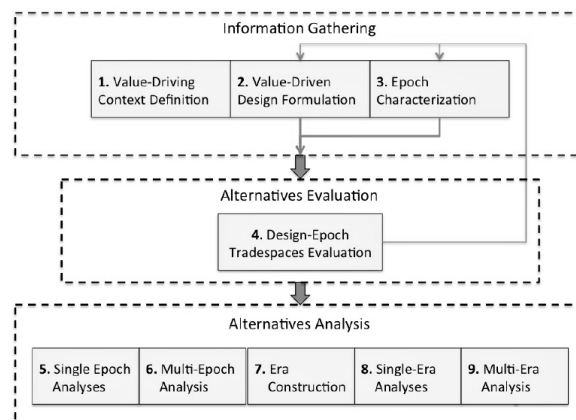 Information Gathering
1. Value-Driving
Context Definition
2. Value-Driven
Design Formulation
3. Epoch
Characterization
Alternatives Evaluation
4. Design-Epoch
Tradespaces Evaluation
Alternatives Analysis
5. Single Epoch
Analyses
6. Multi-Epoch
Analysis
7. Era
Construction
8. Single-Era
Analyses
9. Multi-Era
Analysis